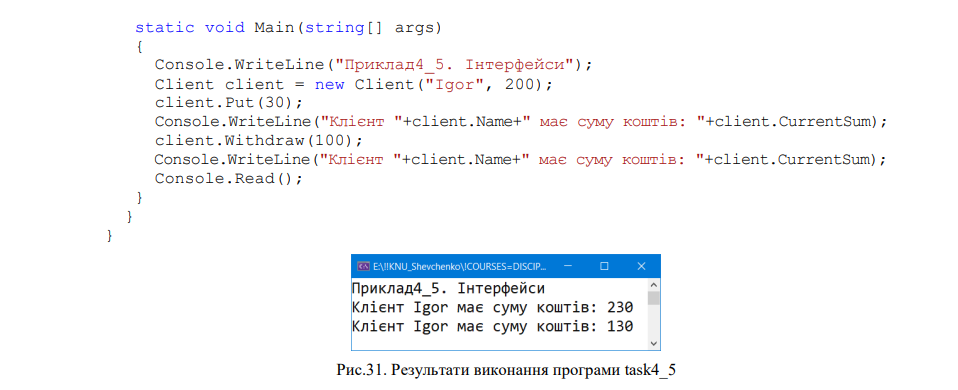 static void Main(string[] args)
{
Console.WriteLine("Приклад4_5. Інтерфейси");
Client client = new Client("Igor", 200);
client.Put(30);
Console.WriteLine("Клієнт "+client.Name+" має суму коштів: "+client.CurrentSum);
client.Withdraw(100);
Console.WriteLine("Клієнт "+client.Name+" має суму коштів: "+client.CurrentSum);
Console.Read();
}
}
}
E:\!!KNU_Shevchenko\!COURSES=DISCIP...
Приклад4_5. Інтерфейси
Клієнт Igor має суму коштів: 230
Клієнт Igor має суму коштів: 130
Рис.31. Результати виконання програми task4_5